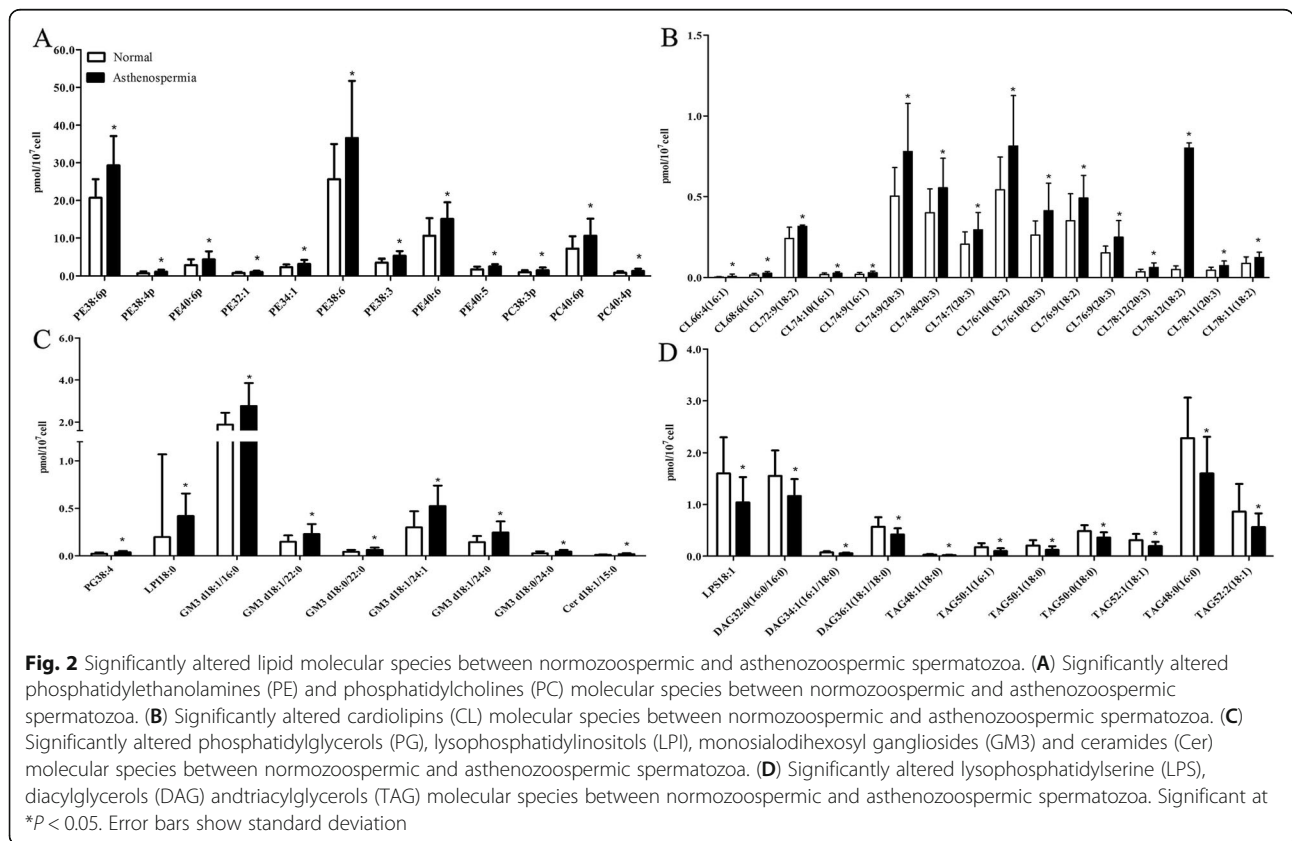 A
60.0
50.0
40.0
30.0
20.0
10.0
0.0
pmol/10⁷cell
Normal
Asthenospermia
* * * * * * * * * * * *
PE38:6p
PE38:4p
PE40:6p
PE32:1
PE34:1
PE38:6
PE38:3
PE40:6
PE40:5
PC38:3p
PC40:6p
PC40:4p
B
1.5
1.0
0.5
0.0
pmol/10⁷cell
* * * * * * * * * * * * * * * *
CL66:4(16:1)
CL68:6(16:1)
CL72:9(18:2)
CL74:10(16:1)
CL74:9(16:1)
CL74:9(20:3)
CL74:8(20:3)
CL74:7(20:3)
CL76:10(18:2)
CL76:10(20:3)
CL76:9(18:2)
CL76:9(20:3)
CL78:12(20:3)
CL78:12(18:2)
CL78:11(20:3)
CL78:11(18:2)
C
6.0
4.0
2.0
1.0
0.5
0.0
pmol/10⁷cell
* * * * * * * * *
PG38:4
LPI18:0
GM3 d18:1/16:0
GM3 d18:1/22:0
GM3 d18:0/22:0
GM3 d18:1/24:1
GM3 d18:1/24:0
GM3 d18:0/24:0
Cer d18:1/15:0
D
4.0
3.0
2.0
1.0
0.0
pmol/10⁷cell
* * * * * * * * * * *
LPS18:1
DAG32:0(16:0/16:0)
DAG34:1(16:1/18:0)
DAG36:1(18:1/18:0)
TAG48:1(18:0)
TAG50:1(16:1)
TAG50:1(18:0)
TAG50:0(18:0)
TAG52:1(18:1)
TAG48:0(16:0)
TAG52:2(18:1)
Fig. 2 Significantly altered lipid molecular species between normozoospermic and asthenozoospermic spermatozoa. (A) Significantly altered
phosphatidylethanolamines (PE) and phosphatidylcholines (PC) molecular species between normozoospermic and asthenozoospermic
spermatozoa. (B) Significantly altered cardiolipins (CL) molecular species between normozoospermic and asthenozoospermic spermatozoa. (C)
Significantly altered phosphatidylglycerols (PG), lysophosphatidylinositols (LPI), monosialodihexosyl gangliosides (GM3) and ceramides (Cer)
molecular species between normozoospermic and asthenozoospermic spermatozoa. (D) Significantly altered lysophosphatidylserine (LPS),
diacylglycerols (DAG) andtriacylglycerols (TAG) molecular species between normozoospermic and asthenozoospermic spermatozoa. Significant at
*P < 0.05. Error bars show standard deviation